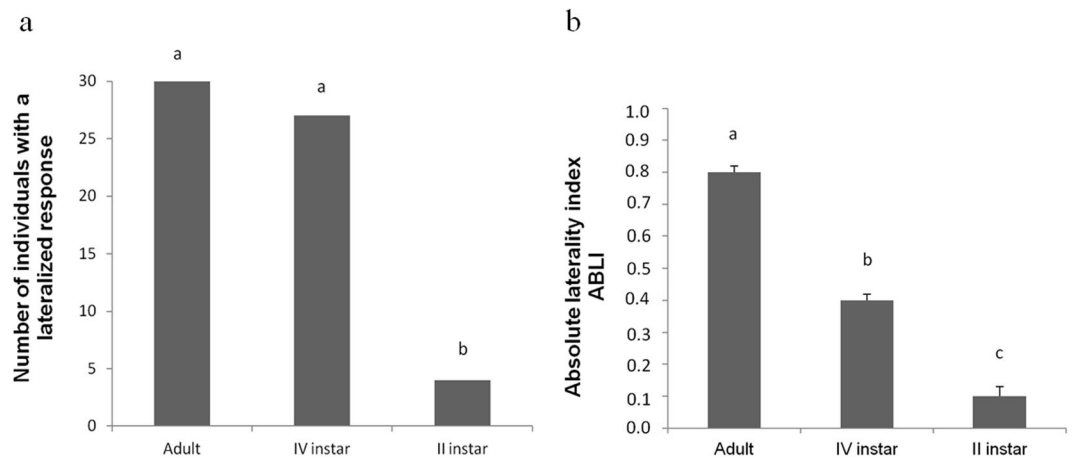 a
Number of individuals with a
lateralized response
30
25
20
15
10
5
0
a
a
b
Adult
IV instar
II instar
b
Absolute laterality index
ABLI
1.0
0.9
0.8
0.7
0.6
0.5
0.4
0.3
0.2
0.1
0.0
a
b
c
Adult
IV instar
II instar